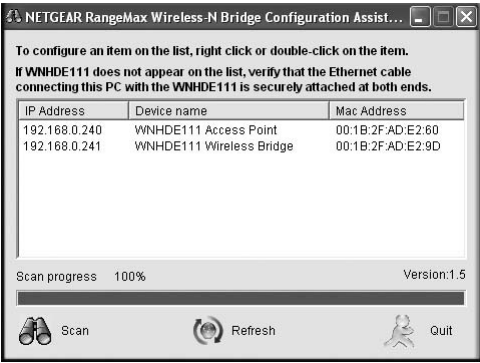 NETGEAR RangeMax Wireless-N Bridge Configuration Assist...
To configure an item on the list, right click or double-click on the item.
If WNHDE111 does not appear on the list, verify that the Ethernet cable
connecting this PC with the WNHDE111 is securely attached at both ends.
IP Address Device name Mac Address
192.168.0.240 WNHDE111 Access Point 00:1B:2F:AD:E2:60
192.168.0.241 WNHDE111 Wireless Bridge 00:1B:2F:AD:E2:9D
Scan progress 100% Version:1.5
Scan Refresh Quit